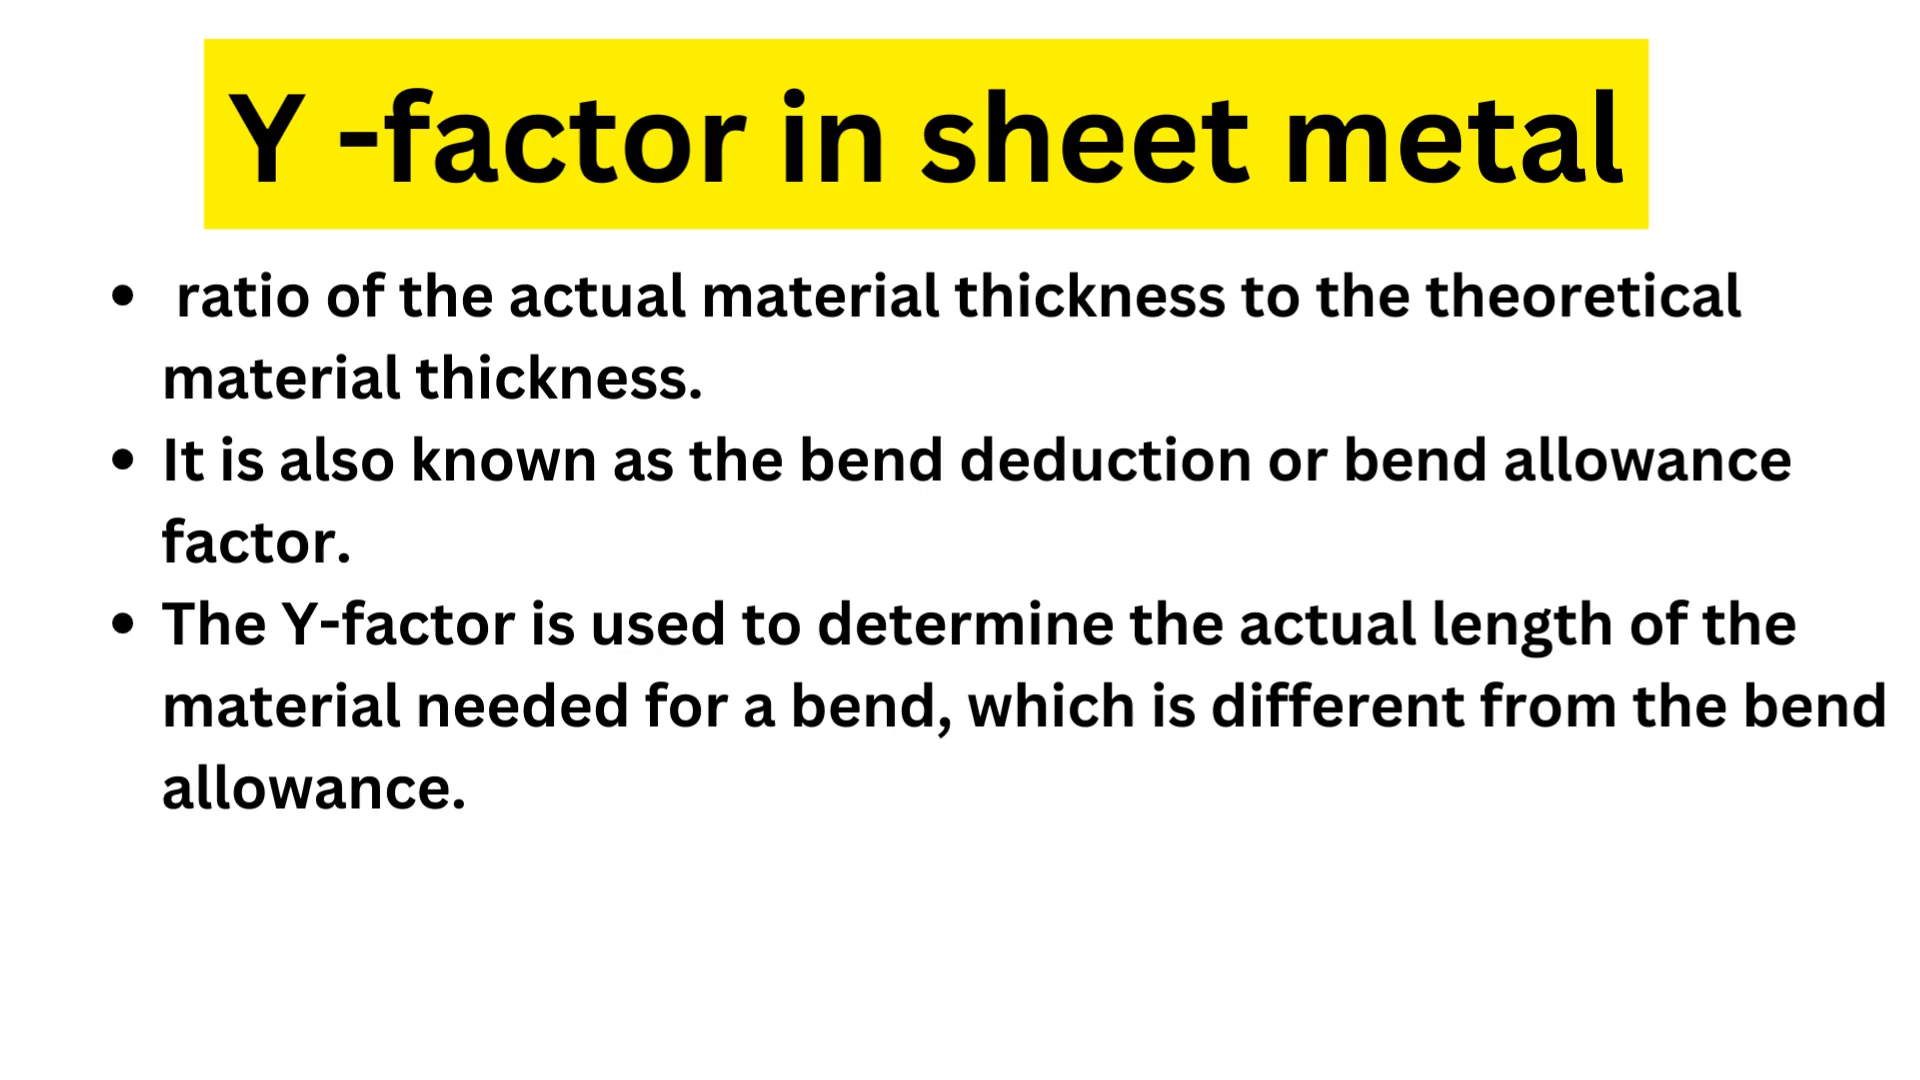 Y -factor in sheet metal
• ratio of the actual material thickness to the theoretical
material thickness.
• It is also known as the bend deduction or bend allowance
factor.
• The Y-factor is used to determine the actual length of the
material needed for a bend, which is different from the bend
allowance.